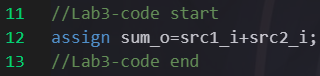 11 //Lab3-code start
12 assign sum_o=src1_i+src2_i;
13 //Lab3-code end